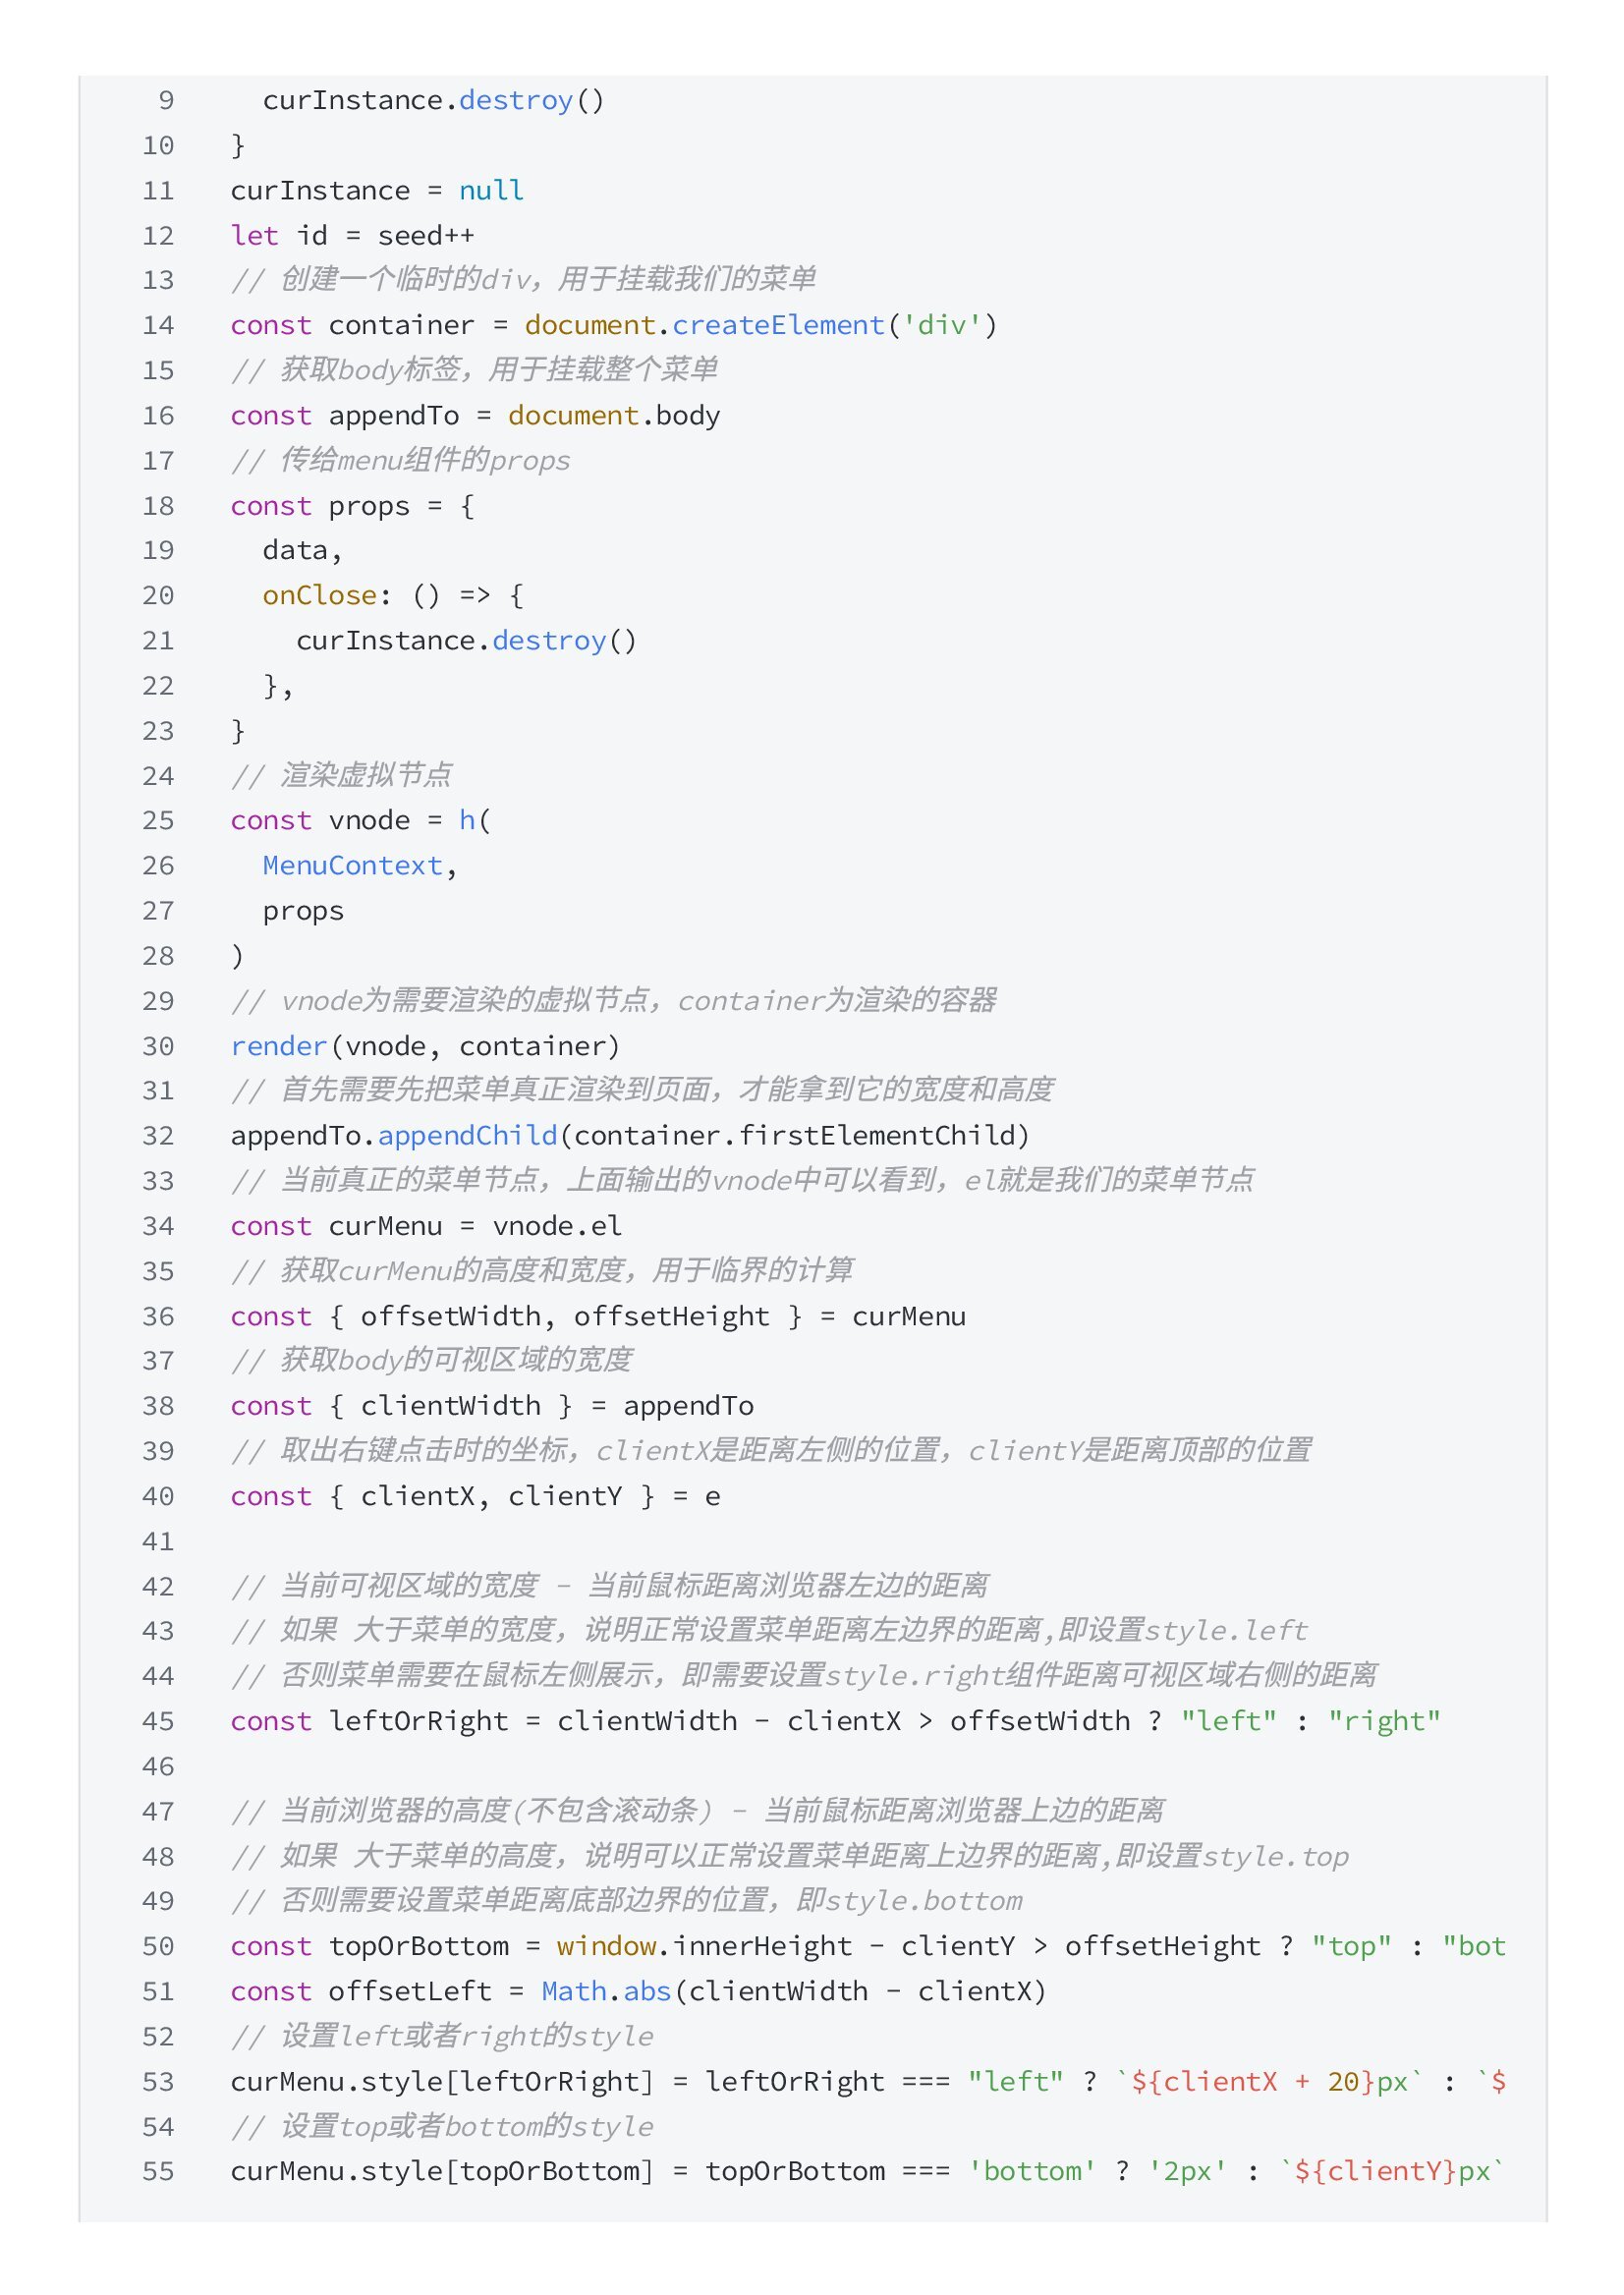 9 curInstance.destroy()
10 }
11 curInstance = null
12 let id = seed++
13 // 创建一个临时的div，用于挂载我们的菜单
14 const container = document.createElement('div')
15 // 获取body标签，用于挂载整个菜单
16 const appendTo = document.body
17 // 传给menu组件的props
18 const props = {
19 data,
20 onClose: () => {
21 curInstance.destroy()
22 },
23 }
24 // 渲染虚拟节点
25 const vnode = h(
26 MenuContext,
27 props
28 )
29 // vnode为需要渲染的虚拟节点，container为渲染的容器
30 render(vnode, container)
31 // 首先需要先把菜单真正渲染到页面，才能拿到它的宽度和高度
32 appendTo.appendChild(container.firstElementChild)
33 // 当前真正的菜单节点，上面输出的vnode中可以看到，el就是我们的菜单节点
34 const curMenu = vnode.el
35 // 获取curMenu的高度和宽度，用于临界的计算
36 const { offsetWidth, offsetHeight } = curMenu
37 // 获取body的可视区域的宽度
38 const { clientWidth } = appendTo
39 // 取出右键点击时的坐标，clientX是距离左侧的位置，clientY是距离顶部的位置
40 const { clientX, clientY } = e
41
42 // 当前可视区域的宽度 - 当前鼠标距离浏览器左边的距离
43 // 如果 大于菜单的宽度，说明正常设置菜单距离左边界的距离,即设置style.left
44 // 否则菜单需要在鼠标左侧展示，即需要设置style.right组件距离可视区域右侧的距离
45 const leftOrRight = clientWidth - clientX > offsetWidth ? "left" : "right"
46
47 // 当前浏览器的高度(不包含滚动条) - 当前鼠标距离浏览器上边的距离
48 // 如果 大于菜单的高度，说明可以正常设置菜单距离上边界的距离,即设置style.top
49 // 否则需要设置菜单距离底部边界的位置，即style.bottom
50 const topOrBottom = window.innerHeight - clientY > offsetHeight ? "top" : "bot
51 const offsetLeft = Math.abs(clientWidth - clientX)
52 // 设置left或者right的style
53 curMenu.style[leftOrRight] = leftOrRight === "left" ? `${clientX + 20}px` : `$
54 // 设置top或者bottom的style
55 curMenu.style[topOrBottom] = topOrBottom === 'bottom' ? '2px' : `${clientY}px`